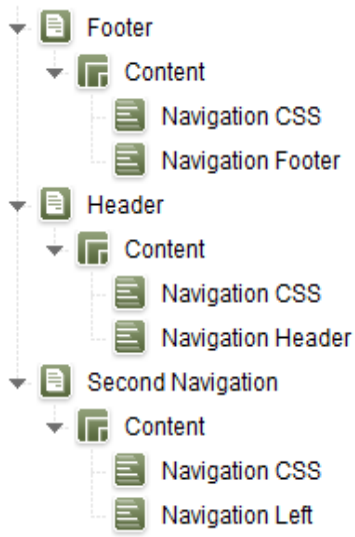 Footer
Content
Navigation CSS
Navigation Footer
Header
Content
Navigation CSS
Navigation Header
Second Navigation
Content
Navigation CSS
Navigation Left